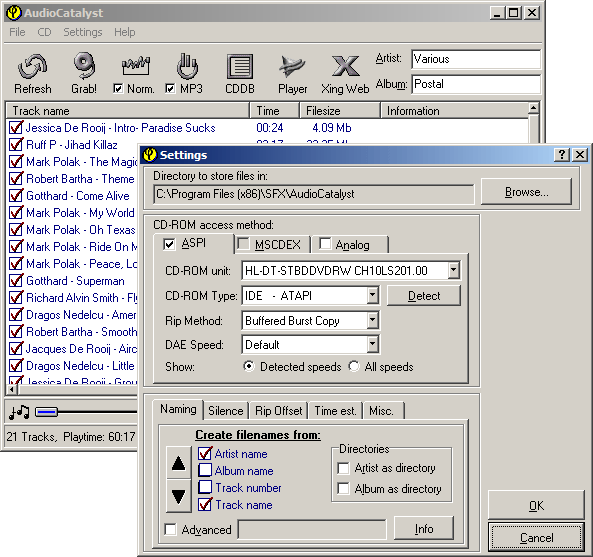 AudioCatalyst
File CD Settings Help
Refresh Grab! Norm. MP3 CDDB Player Xing Web
Artist: Various
Album: Postal
Track name Time Filesize Information
Jessica De Rooij - Intro- Paradise Sucks 00:24 4.09 Mb
Ruff P - Jihad Killaz
Mark Polak - The Magic
Robert Bartha - Theme
Gotthard - Come Alive
Mark Polak - My World
Mark Polak - Oh Texas
Mark Polak - Ride On M
Mark Polak - Peace, Lo
Gotthard - Superman
Richard Alvin Smith - Fl
Dragos Nedelcu - Amer
Robert Bartha - Smooth
Jacques De Rooij - Airc
Dragos Nedelcu - Little
Jessica De Rooij - Grou
21 Tracks, Playtime: 60:17
Settings
Directory to store files in:
C:\Program Files (x86)\SFX\AudioCatalyst
Browse...
CD-ROM access method:
ASPI MSCDEX Analog
CD-ROM unit: HL-DT-STBDDVDRW CH10LS201.00
CD-ROM Type: IDE - ATAPI Detect
Rip Method: Buffered Burst Copy
DAE Speed: Default
Show: Detected speeds All speeds
Naming Silence Rip Offset Time est. Misc.
Create filenames from:
Artist name
Album name
Track number
Track name
Directories
Artist as directory
Album as directory
Advanced Info
OK
Cancel